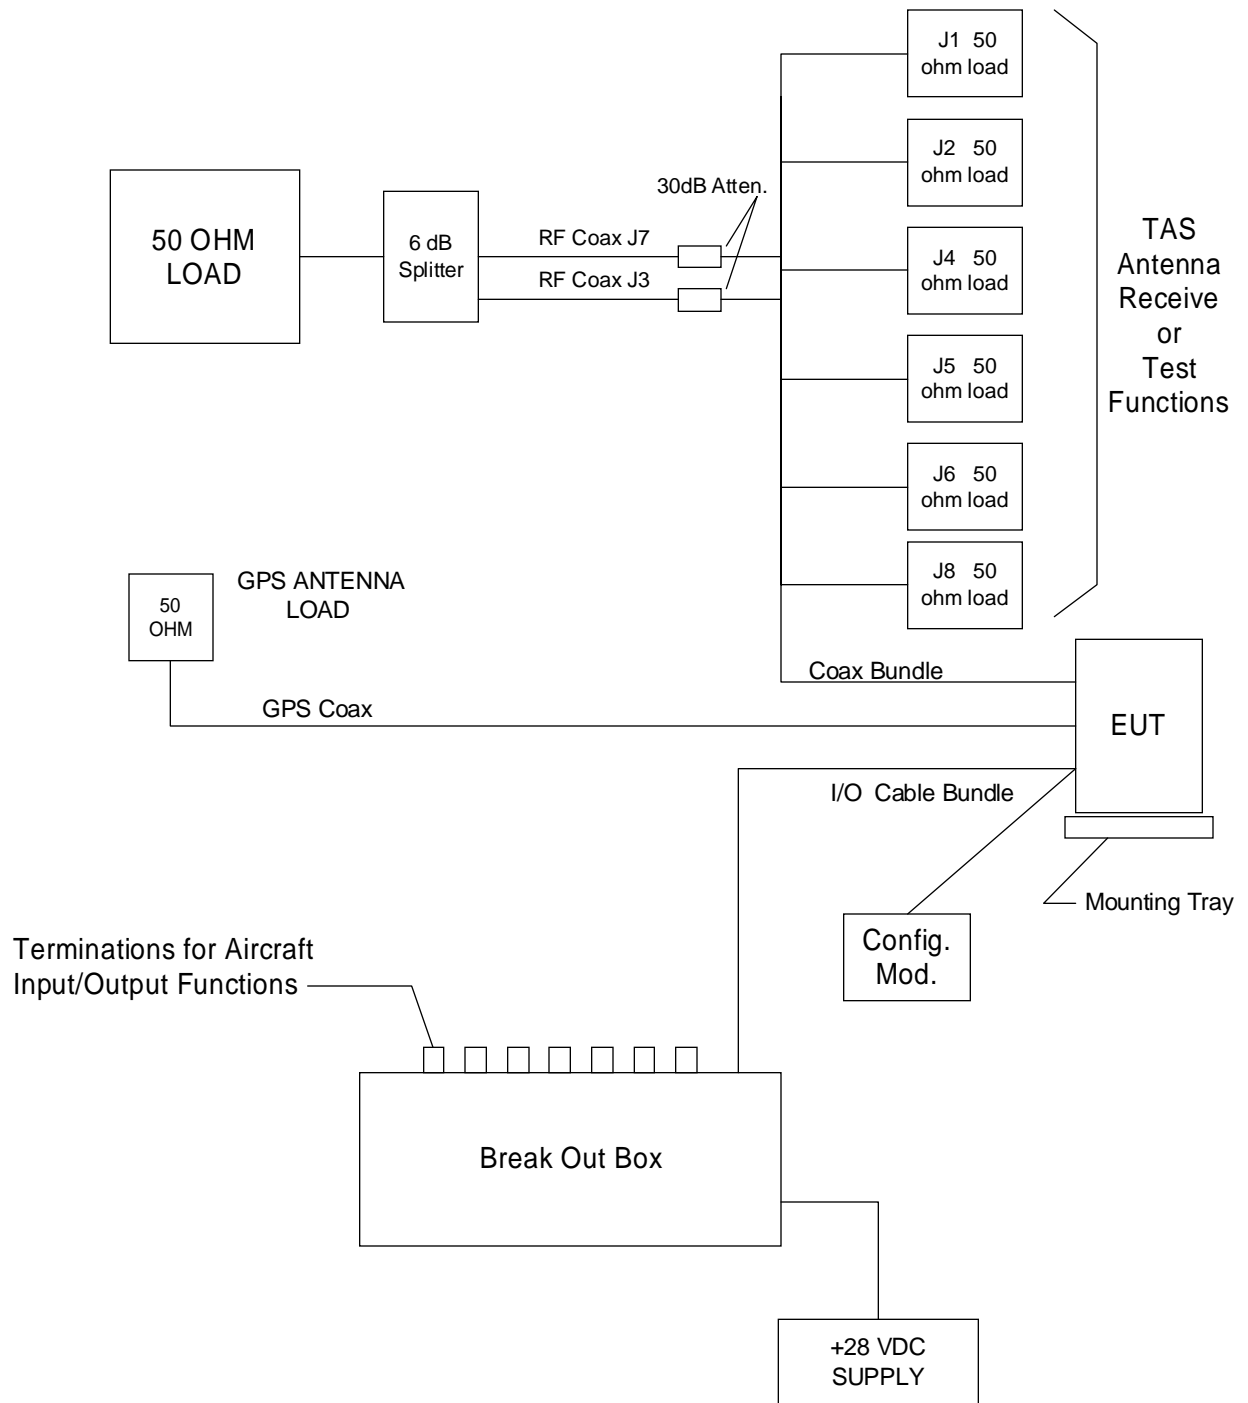 J1 50
ohm load
J2 50
ohm load
30dB Atten.
50 OHM
LOAD
6 dB
Splitter
RF Coax J7
RF Coax J3
J4 50
ohm load
TAS
Antenna
Receive
or
Test
Functions
J5 50
ohm load
J6 50
ohm load
J8 50
ohm load
50
OHM
GPS ANTENNA
LOAD
Coax Bundle
GPS Coax
EUT
I/O Cable Bundle
Mounting Tray
Config.
Mod.
Terminations for Aircraft
Input/Output Functions
Break Out Box
+28 VDC
SUPPLY